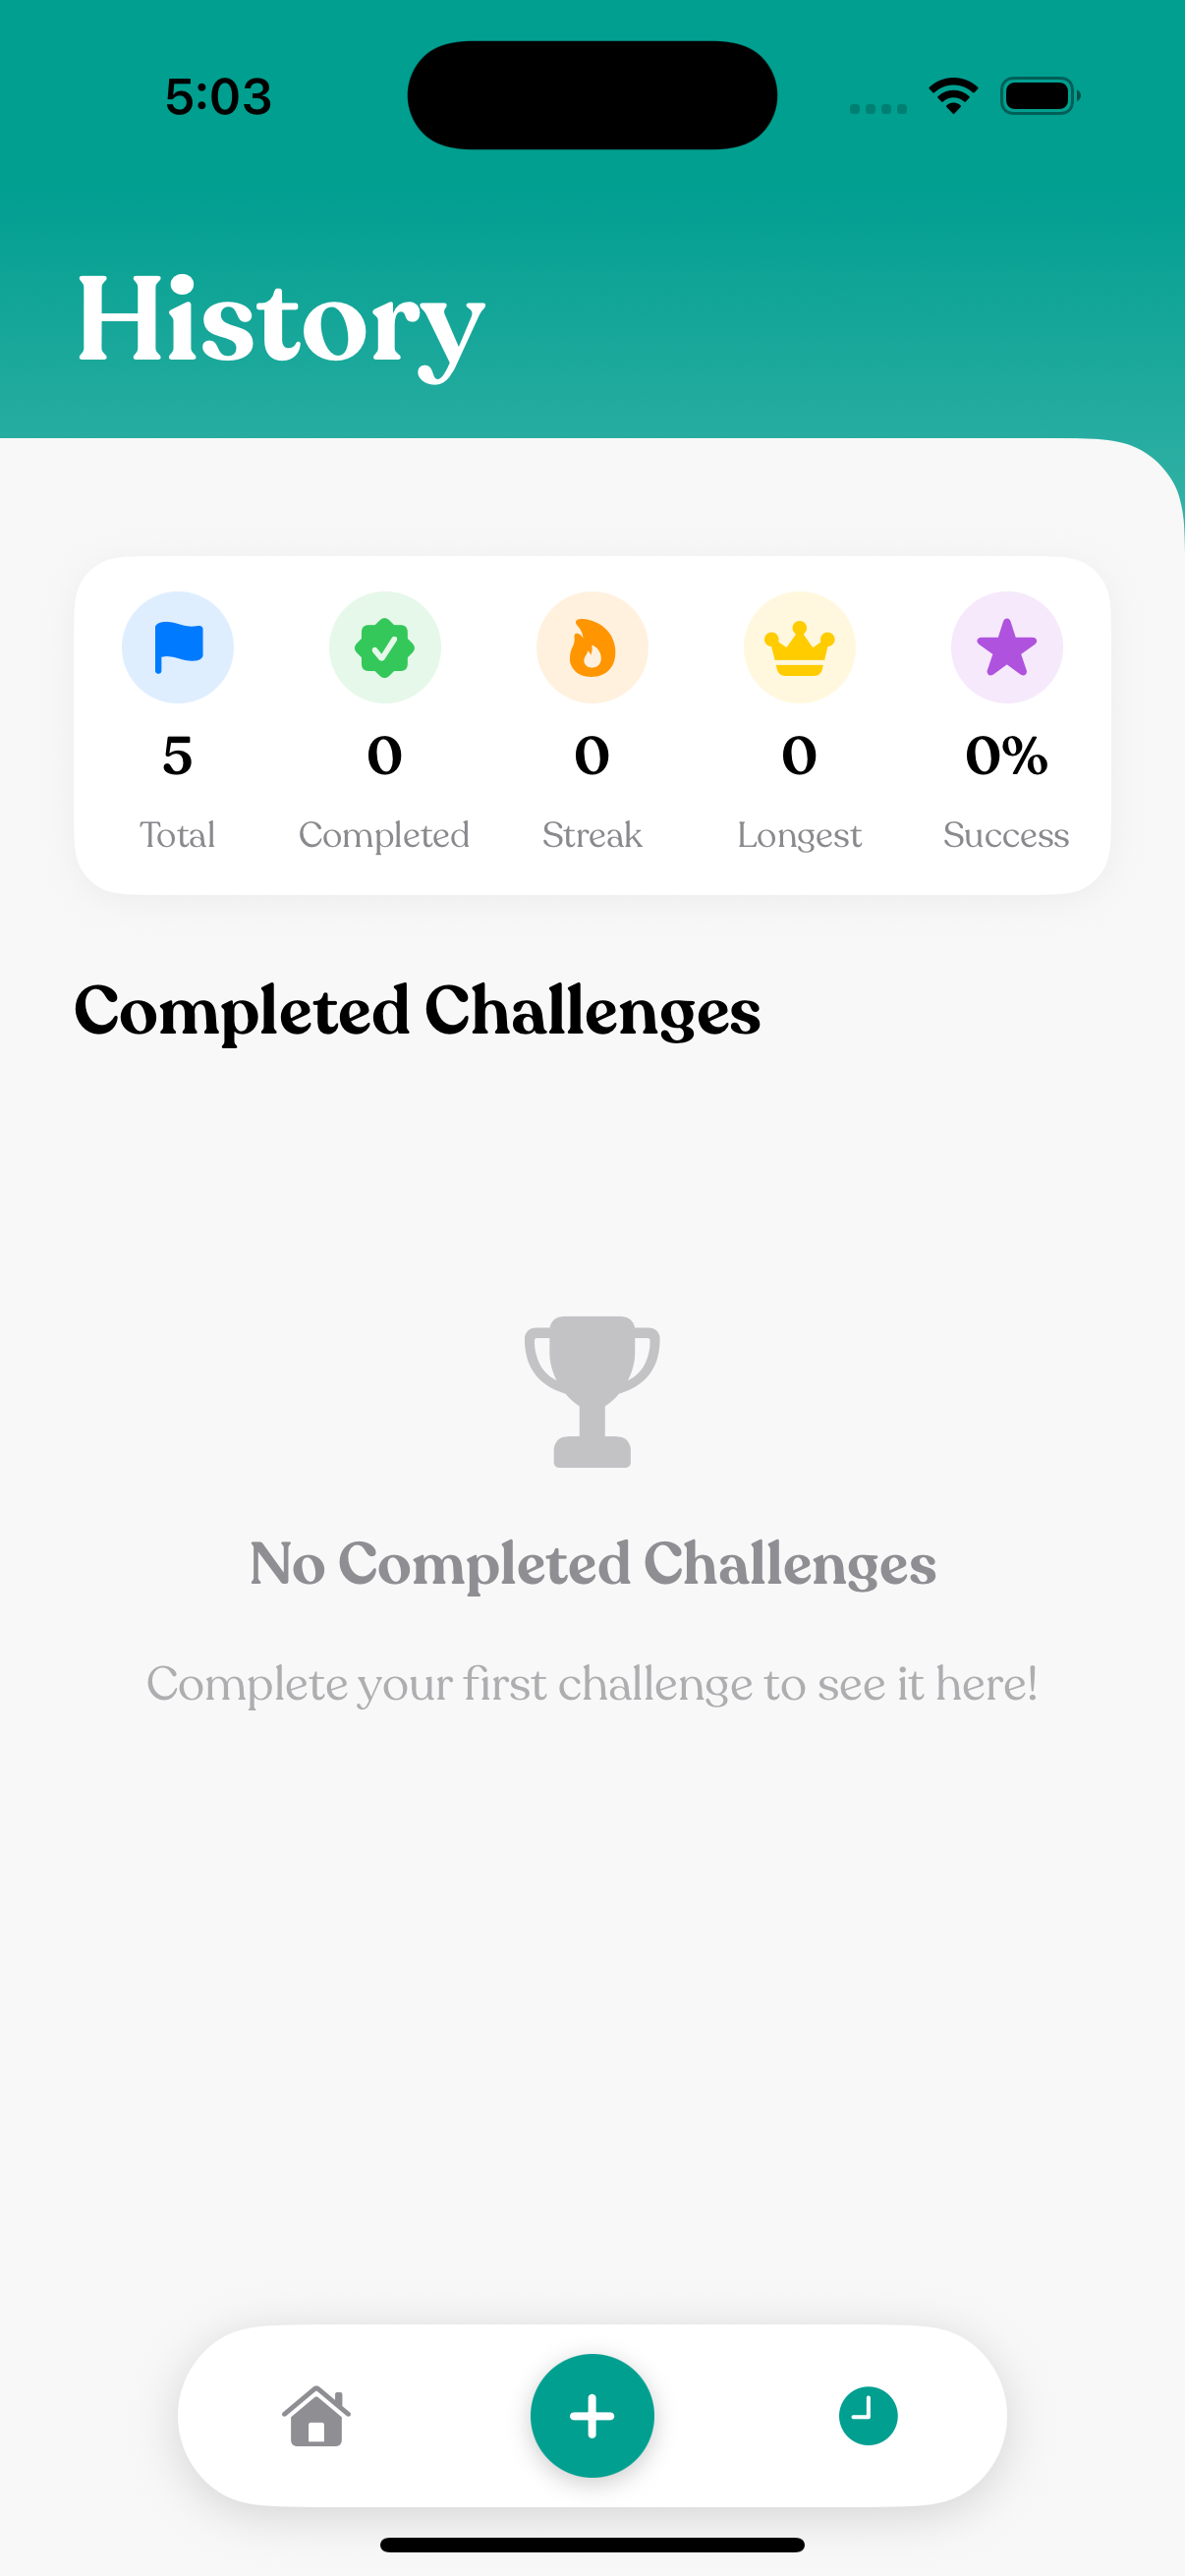 5:03
History
5 0 0 0 0%
Total Completed Streak Longest Success
Completed Challenges
No Completed Challenges
Complete your first challenge to see it here!